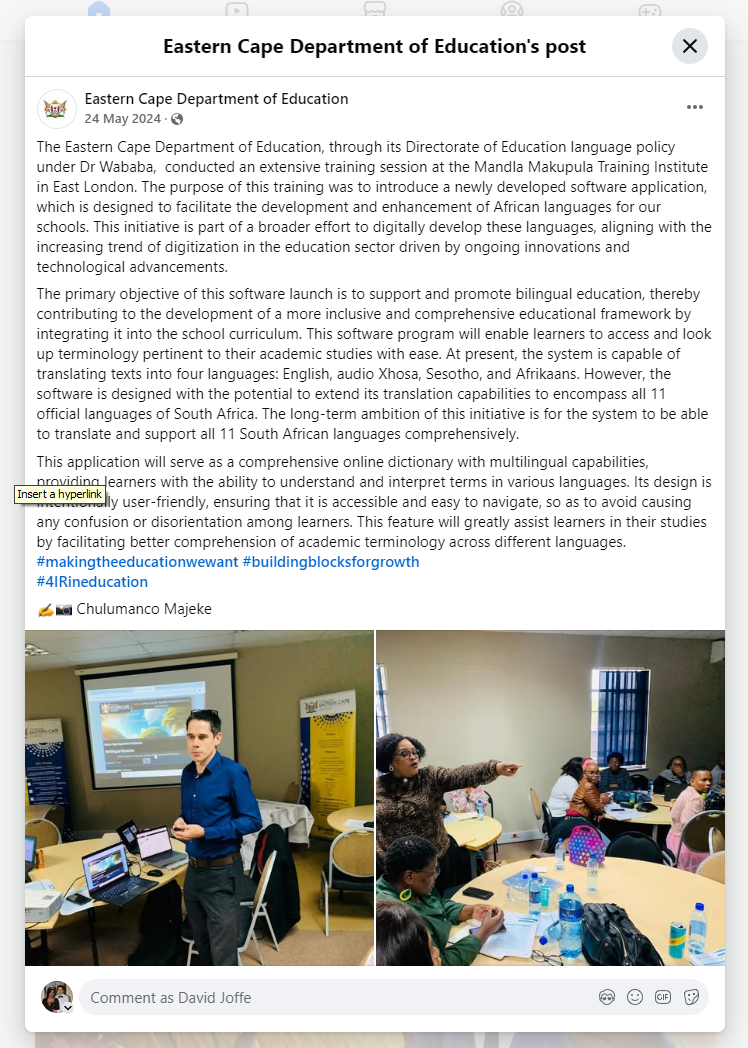 Eastern Cape Department of Education's post
Eastern Cape Department of Education
24 May 2024 ·
The Eastern Cape Department of Education, through its Directorate of Education language policy
under Dr Wababa,  conducted an extensive training session at the Mandla Makupula Training Institute
in East London. The purpose of this training was to introduce a newly developed software application,
which is designed to facilitate the development and enhancement of African languages for our
schools. This initiative is part of a broader effort to digitally develop these languages, aligning with the
increasing trend of digitization in the education sector driven by ongoing innovations and
technological advancements.
The primary objective of this software launch is to support and promote bilingual education, thereby
contributing to the development of a more inclusive and comprehensive educational framework by
integrating it into the school curriculum. This software program will enable learners to access and look
up terminology pertinent to their academic studies with ease. At present, the system is capable of
translating texts into four languages: English, audio Xhosa, Sesotho, and Afrikaans. However, the
software is designed with the potential to extend its translation capabilities to encompass all 11
official languages of South Africa. The long-term ambition of this initiative is for the system to be able
to translate and support all 11 South African languages comprehensively.
This application will serve as a comprehensive online dictionary with multilingual capabilities,
providing learners with the ability to understand and interpret terms in various languages. Its design is
Insert a hyperlink
user-friendly, ensuring that it is accessible and easy to navigate, so as to avoid causing
any confusion or disorientation among learners. This feature will greatly assist learners in their studies
by facilitating better comprehension of academic terminology across different languages.
#makingtheeducationwewant #buildingblocksforgrowth
#4IRineducation
✍📷 Chulumanco Majeke
EASTERN CAPE
EASTERN CAPE
Comment as David Joffe
GIF